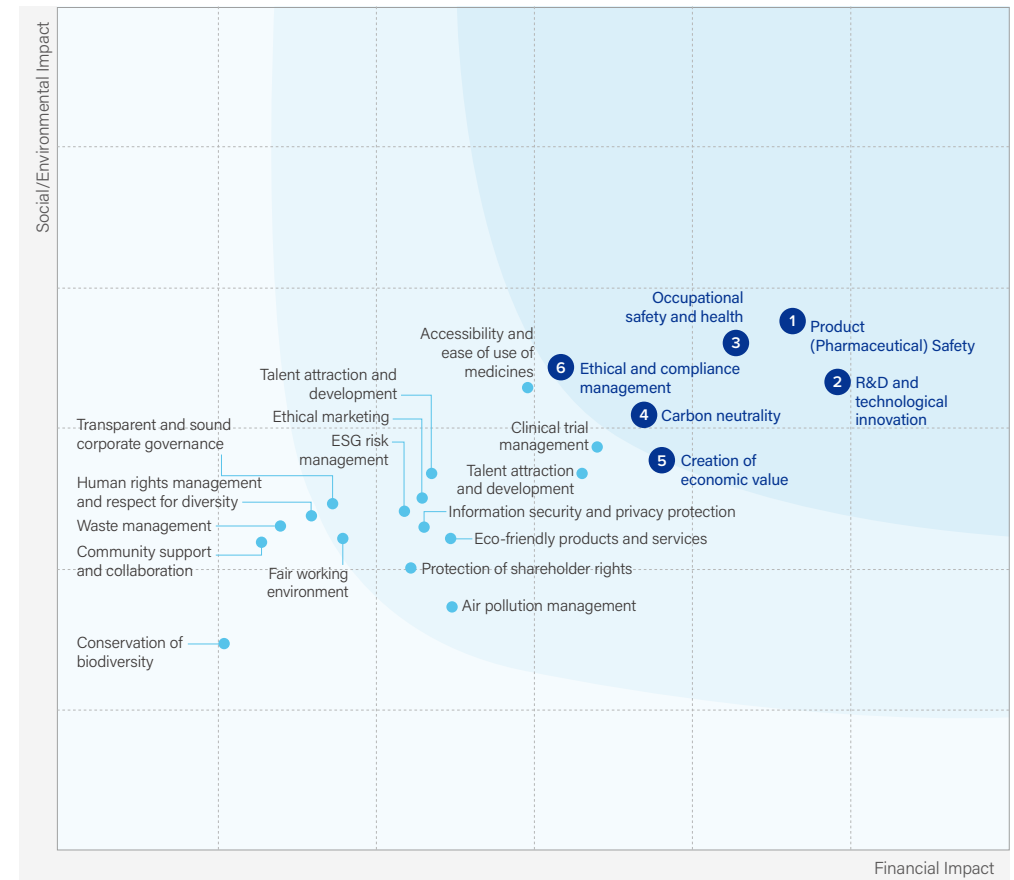 Social/Environmental Impact
Occupational
safety and health
1
Product
(Pharmaceutical) Safety
3
Accessibility and
ease of use of
medicines
6
Ethical and compliance
management
2
R&D and
technological
innovation
Talent attraction and
development
Ethical marketing
ESG risk
management
4
Carbon neutrality
Transparent and sound
corporate governance
Clinical trial
management
5
Creation of
economic value
Talent attraction
and development
Human rights management
and respect for diversity
Information security and privacy protection
Waste management
Eco-friendly products and services
Community support
and collaboration
Fair working
environment
Protection of shareholder rights
Air pollution management
Conservation of
biodiversity
Financial Impact